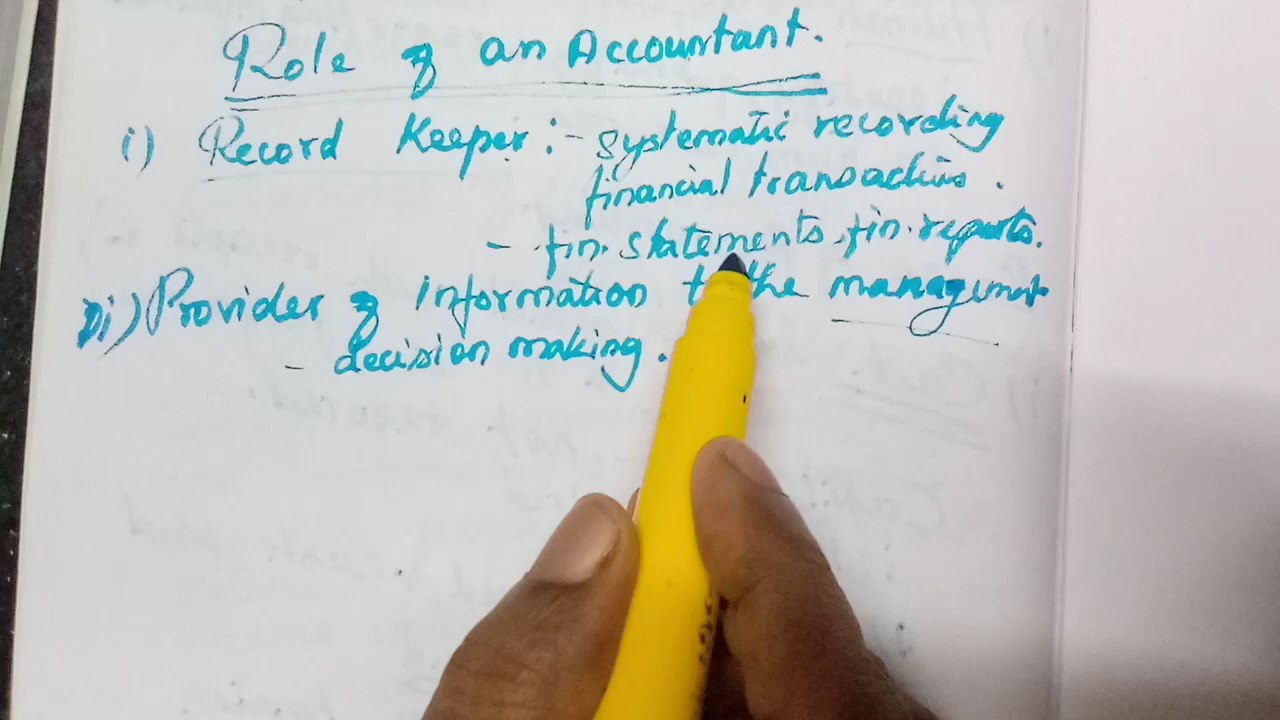 Role of an Accountant.
i) Record Keeper :- systematic recording
financial transactions.
- fin. statements, fin. reports.
ii) Provider of Information to the management
- decision making.